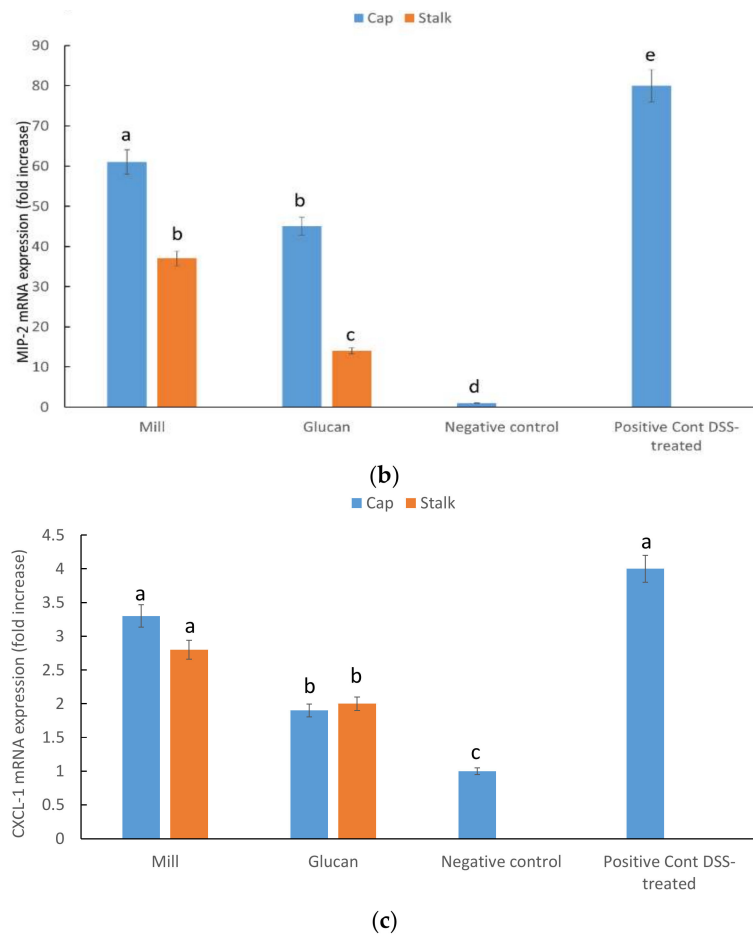 Cap Stalk
MIP-2 mRNA expression (fold increase)
90
80
70
60
50
40
30
20
10
0
a
b
b
c
d
e
Mill Glucan Negative control Positive Cont DSS-
treated
(b)
Cap Stalk
CXCL-1 mRNA expression (fold increase)
4.5
4
3.5
3
2.5
2
1.5
1
0.5
0
a
a
b
b
c
a
Mill Glucan Negative control Positive Cont DSS-
treated
(c)